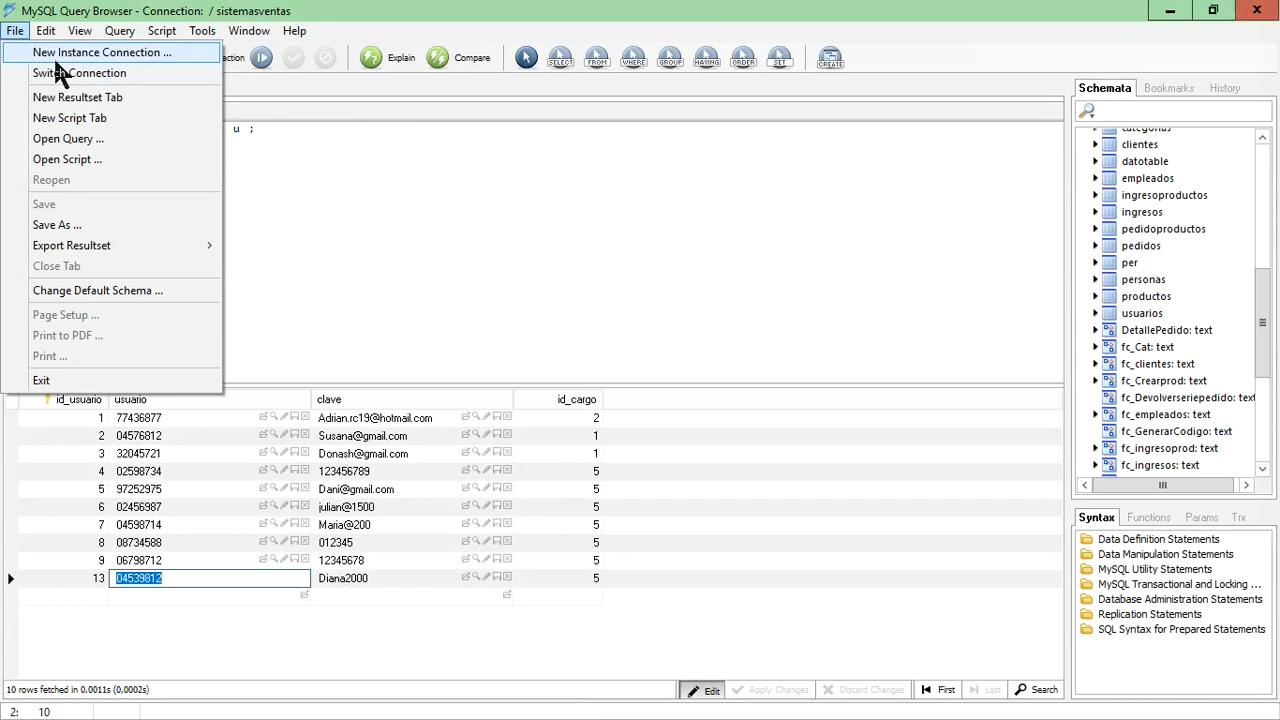 MySQL Query Browser - Connection:  / sistemasventas
File Edit View Query Script Tools Window Help
New Instance Connection ...
Switch Connection
New Resultset Tab
New Script Tab
Open Query ...
Open Script ...
Reopen
Save
Save As ...
Export Resultset
Close Tab
Change Default Schema ...
Page Setup ...
Print to PDF ...
Print ...
Exit
Explain Compare SELECT FROM WHERE GROUP HAVING ORDER SET CREATE
u ;
Schemata Bookmarks History
categorias
clientes
datotable
empleados
ingresoproductos
ingresos
pedidoproductos
pedidos
per
personas
productos
usuarios
DetallePedido: text
fc_Cat: text
fc_clientes: text
fc_Crearprod: text
fc_Devolverseriepedido: text
fc_empleados: text
fc_GenerarCodigo: text
fc_ingresoprod: text
fc_ingresos: text
id_usuario usuario clave id_cargo
1 77436877 Adrian.rc19@hotmail.com 2
2 04576812 Susana@gmail.com 1
3 32045721 Donash@gmail.com 1
4 02598734 123456789 5
5 97252975 Dani@gmail.com 5
6 02456987 julian@1500 5
7 04598714 Maria@200 5
8 08734588 012345 5
9 06798712 12345678 5
13 04539812 Diana2000 5
Syntax Functions Params Trx
Data Definition Statements
Data Manipulation Statements
MySQL Utility Statements
MySQL Transactional and Locking ...
Database Administration Statements
Replication Statements
SQL Syntax for Prepared Statements
10 rows fetched in 0,0011s (0,0002s) Edit Apply Changes Discard Changes First Last Search
2: 10